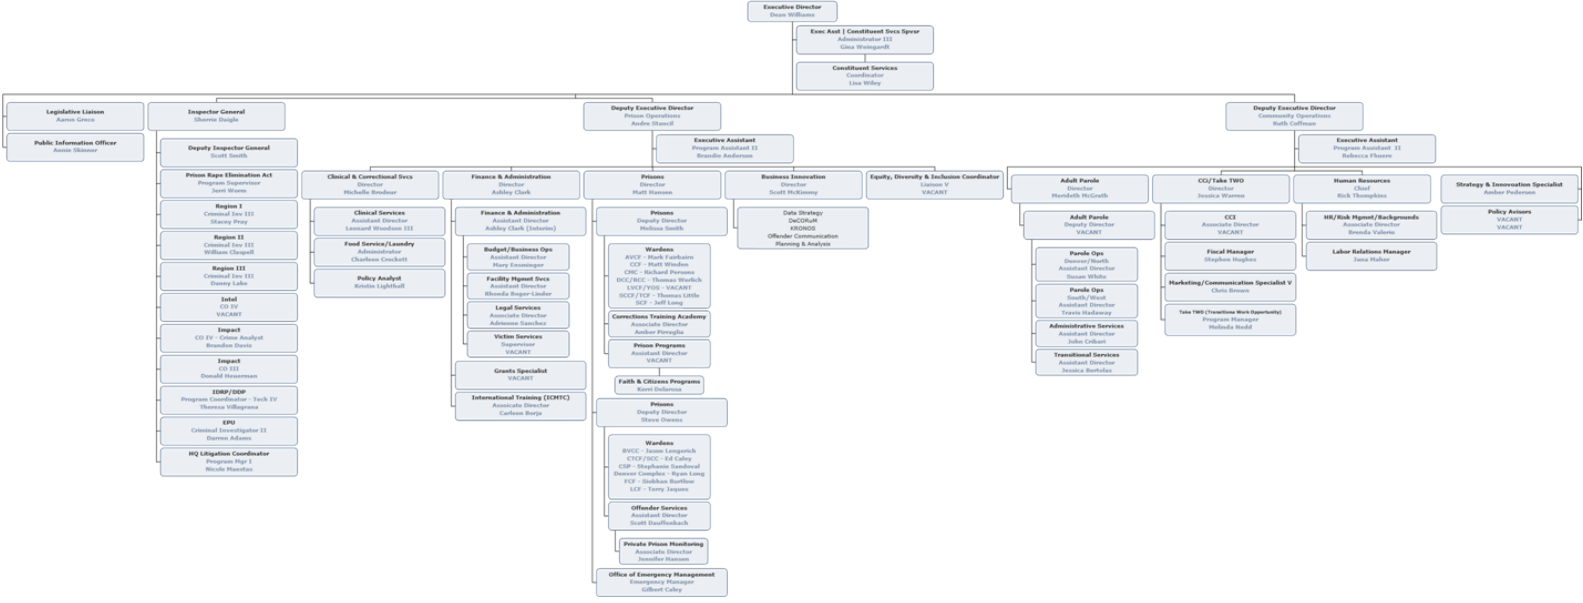 Executive Director
Dean Williams
Exec Asst | Constituent Svcs Spvsr
Administrator III
Gina Weingardt
Constituent Services
Coordinator
Lisa Wiley
Legislative Liaison
Aaron Greco
Public Information Officer
Annie Skinner
Inspector General
Sherrie Daigle
Deputy Inspector General
Scott Smith
Prison Rape Elimination Act
Program Supervisor
Region I
Criminal Inv III
Stacey Pray
Region II
Criminal Inv III
William Claspell
Region III
Criminal Inv III
Danny Lake
Intel
CO IV
VACANT
Impact
CO IV - Crime Analyst
Brandon Davis
Impact
CO III
Donald Heuerman
IDRP/DDP
Program Coordinator - Tech IV
Theresa Villagrana
EPU
Criminal Investigator II
Darren Adams
HQ Litigation Coordinator
Program Mgr I
Nicole Maestas
Deputy Executive Director
Prison Operations
Andre Stancil
Executive Assistant
Program Assistant II
Brandie Anderson
Clinical & Correctional Svcs
Director
Michelle Brodeur
Clinical Services
Assistant Director
Leonard Woodson III
Food Service/Laundry
Administrator
Charleen Crockett
Policy Analyst
Kristin Lighthall
Finance & Administration
Director
Ashley Clark
Finance & Administration
Assistant Director
Ashley Clark (Interim)
Budget/Business Ops
Assistant Director
Mary Ensminger
Facility Mgmt Svcs
Assistant Director
Rhonda Boger-Linder
Legal Services
Associate Director
Adrienne Sanchez
Victim Services
Supervisor
VACANT
Grants Specialist
VACANT
International Training (ICMTC)
Associate Director
Carleen Borja
Prisons
Director
Matt Hansen
Prisons
Deputy Director
Melissa Smith
Wardens
AVCF - Mark Fairbairn
CCF - Matt Winden
CMC - Richard Persons
DCC/RCC - Thomas Worlich
LVCF/YOS - VACANT
SCCF/TCF - Thomas Little
SCF - Jeff Long
Corrections Training Academy
Associate Director
Amber Pirraglia
Prison Programs
Assistant Director
VACANT
Faith & Citizens Programs
Kerri Delarosa
Prisons
Deputy Director
Steve Owens
Wardens
BVCC - Jason Lengerich
CTCF/SCC - Ed Caley
CSP - Stephanie Sandoval
Denver Complex - Ryan Long
FCF - Siobhan Burtlow
LCF - Terry Jaques
Offender Services
Assistant Director
Scott Dauffenbach
Private Prison Monitoring
Associate Director
Jennifer Hansen
Office of Emergency Management
Emergency Manager
Gilbert Caley
Business Innovation
Director
Scott McKimmy
Data Strategy
DeCORuM
KRONOS
Offender Communication
Planning & Analysis
Equity, Diversity & Inclusion Coordinator
Liaison V
VACANT
Deputy Executive Director
Community Operations
Ruth Coffman
Executive Assistant
Program Assistant II
Rebecca
Adult Parole
Director
Merideth McGrath
Adult Parole
Deputy Director
VACANT
Parole Ops
Denver/North
Assistant Director
Susan White
Parole Ops
South/West
Assistant Director
Travis Hadaway
Administrative Services
Assistant Director
John Cribari
Transitional Services
Assistant Director
Jessica Bertolas
CCi/Take TWO
Director
Jessica Warren
CCI
Associate Director
VACANT
Fiscal Manager
Stephen Hughes
Marketing/Communication Specialist V
Chris Brown
Take TWO (Transitions Work Opportunity)
Program Manager
Melinda Nodd
Human Resources
Chief
Rick Thompkins
HR/Risk Mgmt/Backgrounds
Associate Director
Brenda Valerio
Labor Relations Manager
Jana Maher
Strategy & Innovation Specialist
Amber Pedersen
Policy Avisors
VACANT
VACANT